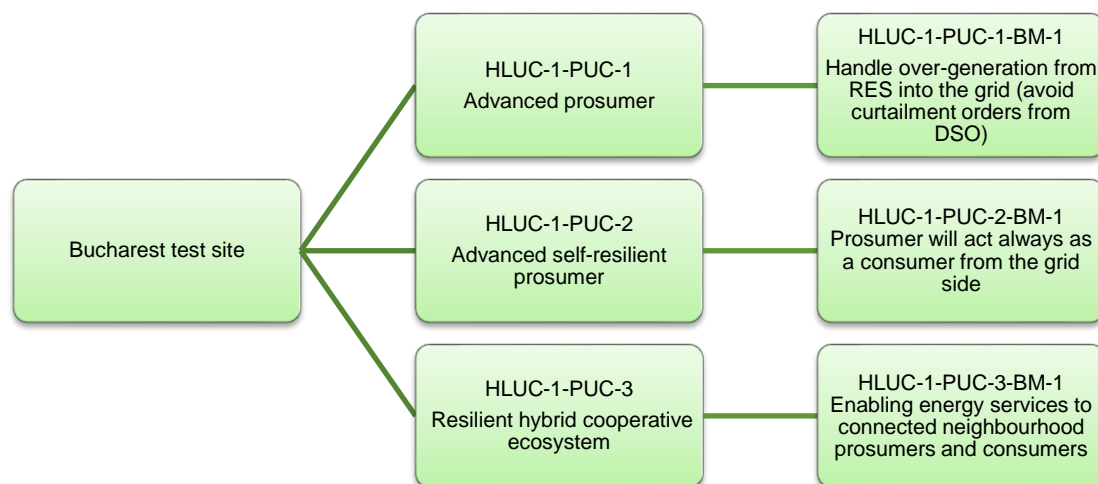 Bucharest test site
HLUC-1-PUC-1
Advanced prosumer
HLUC-1-PUC-1-BM-1
Handle over-generation from
RES into the grid (avoid
curtailment orders from
DSO)
HLUC-1-PUC-2
Advanced self-resilient
prosumer
HLUC-1-PUC-2-BM-1
Prosumer will act always as
a consumer from the grid
side
HLUC-1-PUC-3
Resilient hybrid cooperative
ecosystem
HLUC-1-PUC-3-BM-1
Enabling energy services to
connected neighbourhood
prosumers and consumers